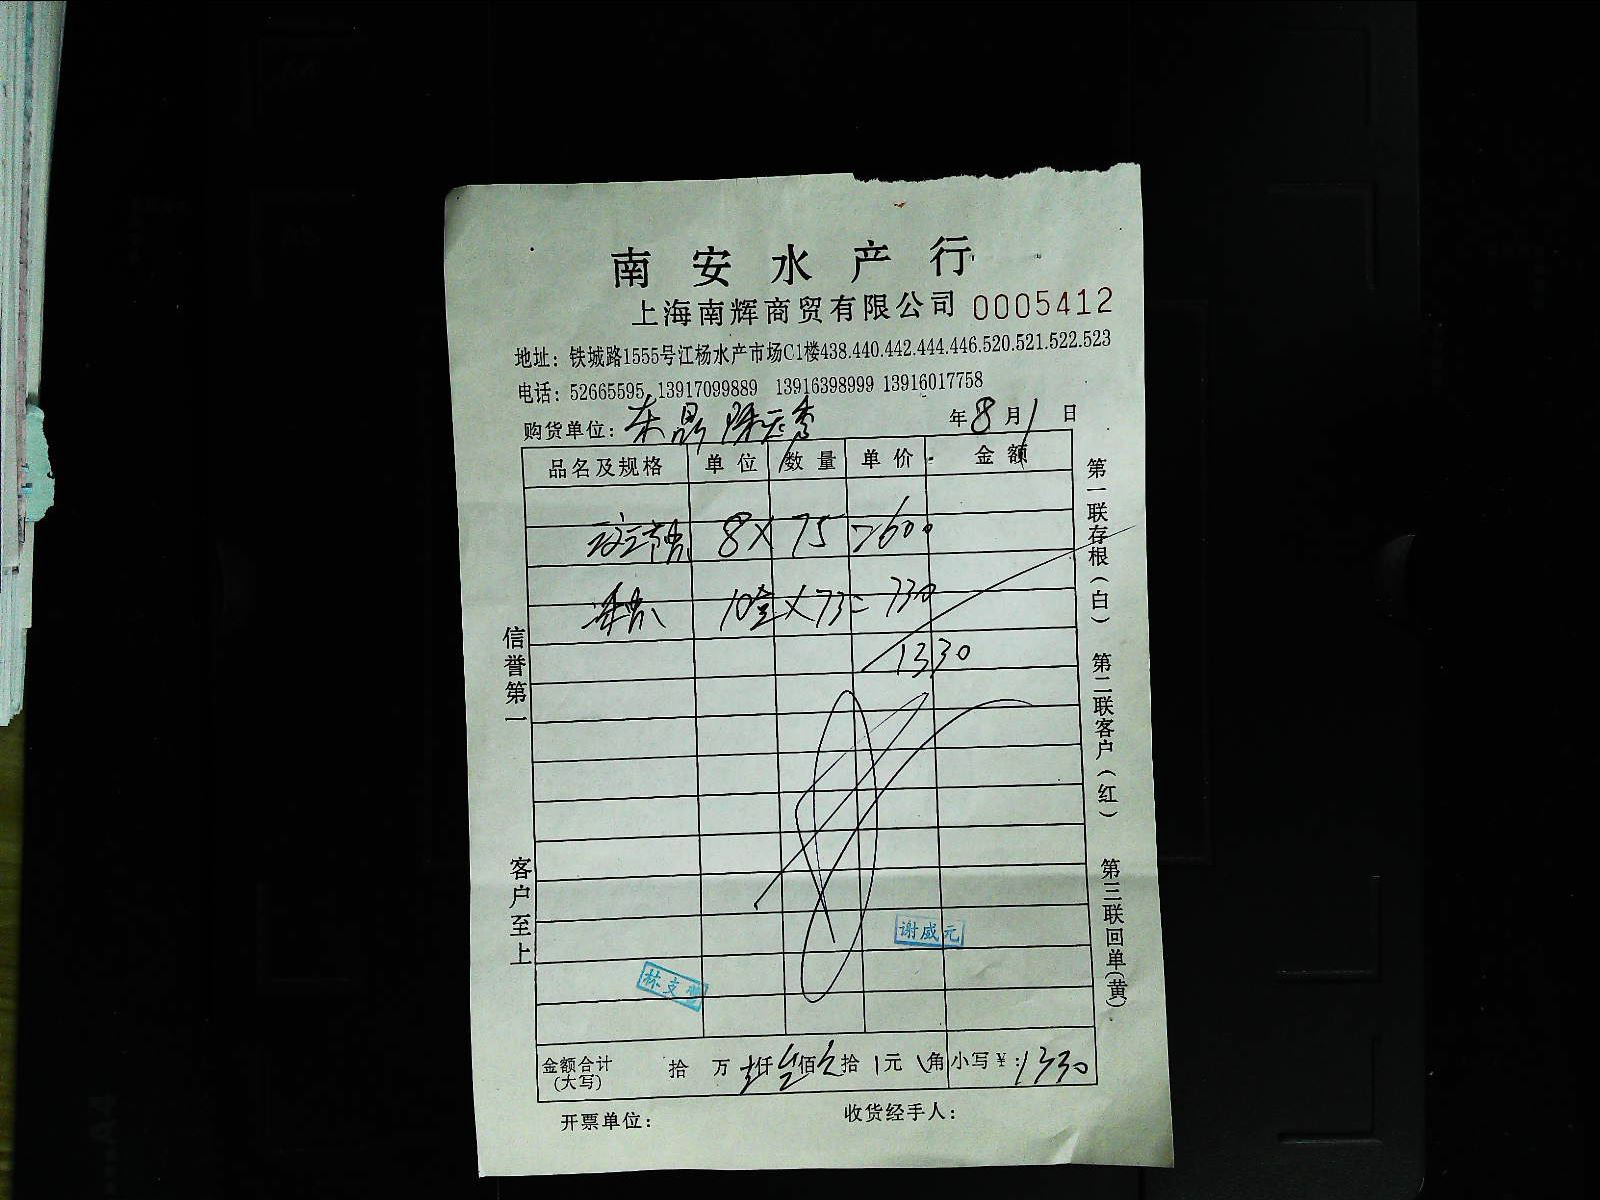 南安水产行
上海南辉商贸有限公司 0005412
地址：铁城路1555号江杨水产市场C1楼438.440.442.444.446.520.521.522.523
电话：52665595 13917099889 13916398999 13916017758
购货单位： 年8月1日
品名及规格 单位 数量 单价 金额
8 X 75 =600
10 X 73= 730
1330
谢威元
金额合计(大写) 拾 万 仟 佰 拾 元 角 小写￥:1330
开票单位： 收货经手人：
信誉第一
客户至上
第一联存根(白)
第二联客户(红)
第三联回单(黄)